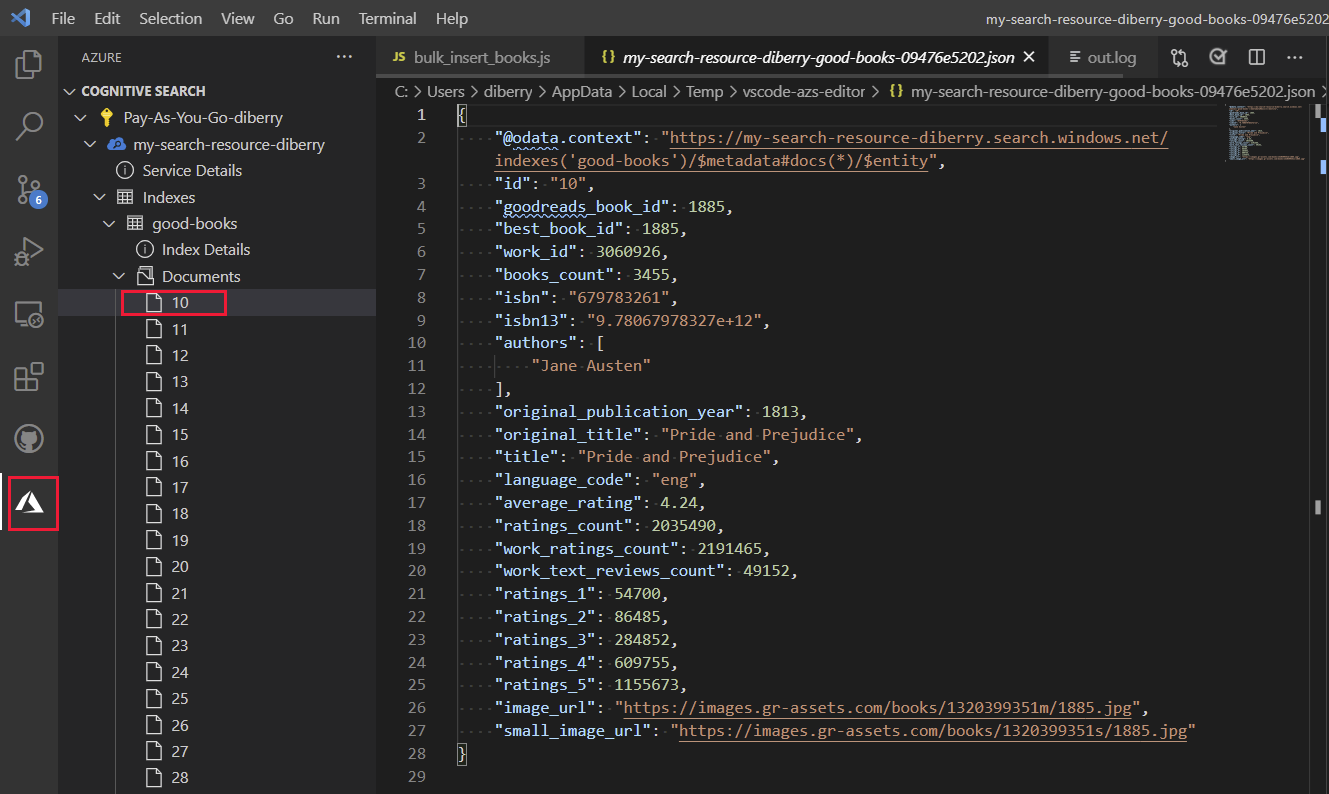 File Edit Selection View Go Run Terminal Help my-search-resource-diberry-good-books-09476e5202
AZURE
COGNITIVE SEARCH
Pay-As-You-Go-diberry
my-search-resource-diberry
Service Details
Indexes
good-books
Index Details
Documents
10
11
12
13
14
15
16
17
18
19
20
21
22
23
24
25
26
27
28
6
JS bulk_insert_books.js {} my-search-resource-diberry-good-books-09476e5202.json out.log
C: > Users > diberry > AppData > Local > Temp > vscode-azs-editor > {} my-search-resource-diberry-good-books-09476e5202.json >
1 {
2 "@odata.context": "https://my-search-resource-diberry.search.windows.net/
indexes('good-books')/$metadata#docs(*)/$entity",
3 "id": "10",
4 "goodreads_book_id": 1885,
5 "best_book_id": 1885,
6 "work_id": 3060926,
7 "books_count": 3455,
8 "isbn": "679783261",
9 "isbn13": "9.78067978327e+12",
10 "authors": [
11 "Jane Austen"
12 ],
13 "original_publication_year": 1813,
14 "original_title": "Pride and Prejudice",
15 "title": "Pride and Prejudice",
16 "language_code": "eng",
17 "average_rating": 4.24,
18 "ratings_count": 2035490,
19 "work_ratings_count": 2191465,
20 "work_text_reviews_count": 49152,
21 "ratings_1": 54700,
22 "ratings_2": 86485,
23 "ratings_3": 284852,
24 "ratings_4": 609755,
25 "ratings_5": 1155673,
26 "image_url": "https://images.gr-assets.com/books/1320399351m/1885.jpg",
27 "small_image_url": "https://images.gr-assets.com/books/1320399351s/1885.jpg"
28 }
29